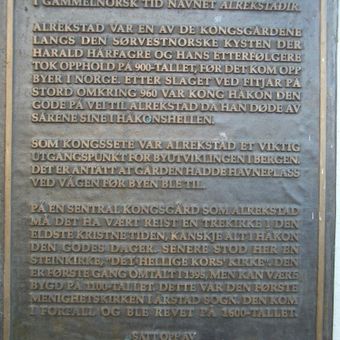 I GAMMELNORSK TID NAVNET ALREKSTADIR.
ALREKSTAD VAR EN AV DE KONGSGÅRDENE
LANGS DEN SØRVESTNORSKE KYSTEN DER
HARALD HÅRFAGRE OG HANS ETTERFØLGERE
TOK OPPHOLD PÅ 900-TALLET, FØR DET KOM OPP
BYER I NORGE. ETTER SLAGET VED FITJAR PÅ
STORD OMKRING 960 VAR KONG HÅKON DEN
GODE PÅ VEI TIL ALREKSTAD DA HAN DØDE AV
SÅRENE SINE I HÅKONSHELLEN.
SOM KONGSSETE VAR ALREKSTAD ET VIKTIG
UTGANGSPUNKT FOR BYUTVIKLINGEN I BERGEN.
DET ER ANTATT AT GÅRDEN HADDE HAVNEPLASS
VED VÅGEN FØR BYEN BLE TIL.
PÅ EN SENTRAL KONGSGÅRD SOM ALREKSTAD
MÅ DET HA VÆRT REIST EN TREKIRKE I DEN
ELDSTE KRISTNE TIDEN, KANSKJE ALT I HÅKON
DEN GODES DAGER. SENERE STOD HER EN
STEINKIRKE, "DET HELLIGE KORS' KIRKE". DEN
ER FØRSTE GANG OMTALT I 1395, MEN KAN VÆRE
BYGD PÅ 1100-TALLET. DETTE VAR DEN FØRSTE
MENIGHETSKIRKEN I ÅRSTAD SOGN. DEN KOM
I FORFALL OG BLE REVET PÅ 1600-TALLET.
SATT OPP AV